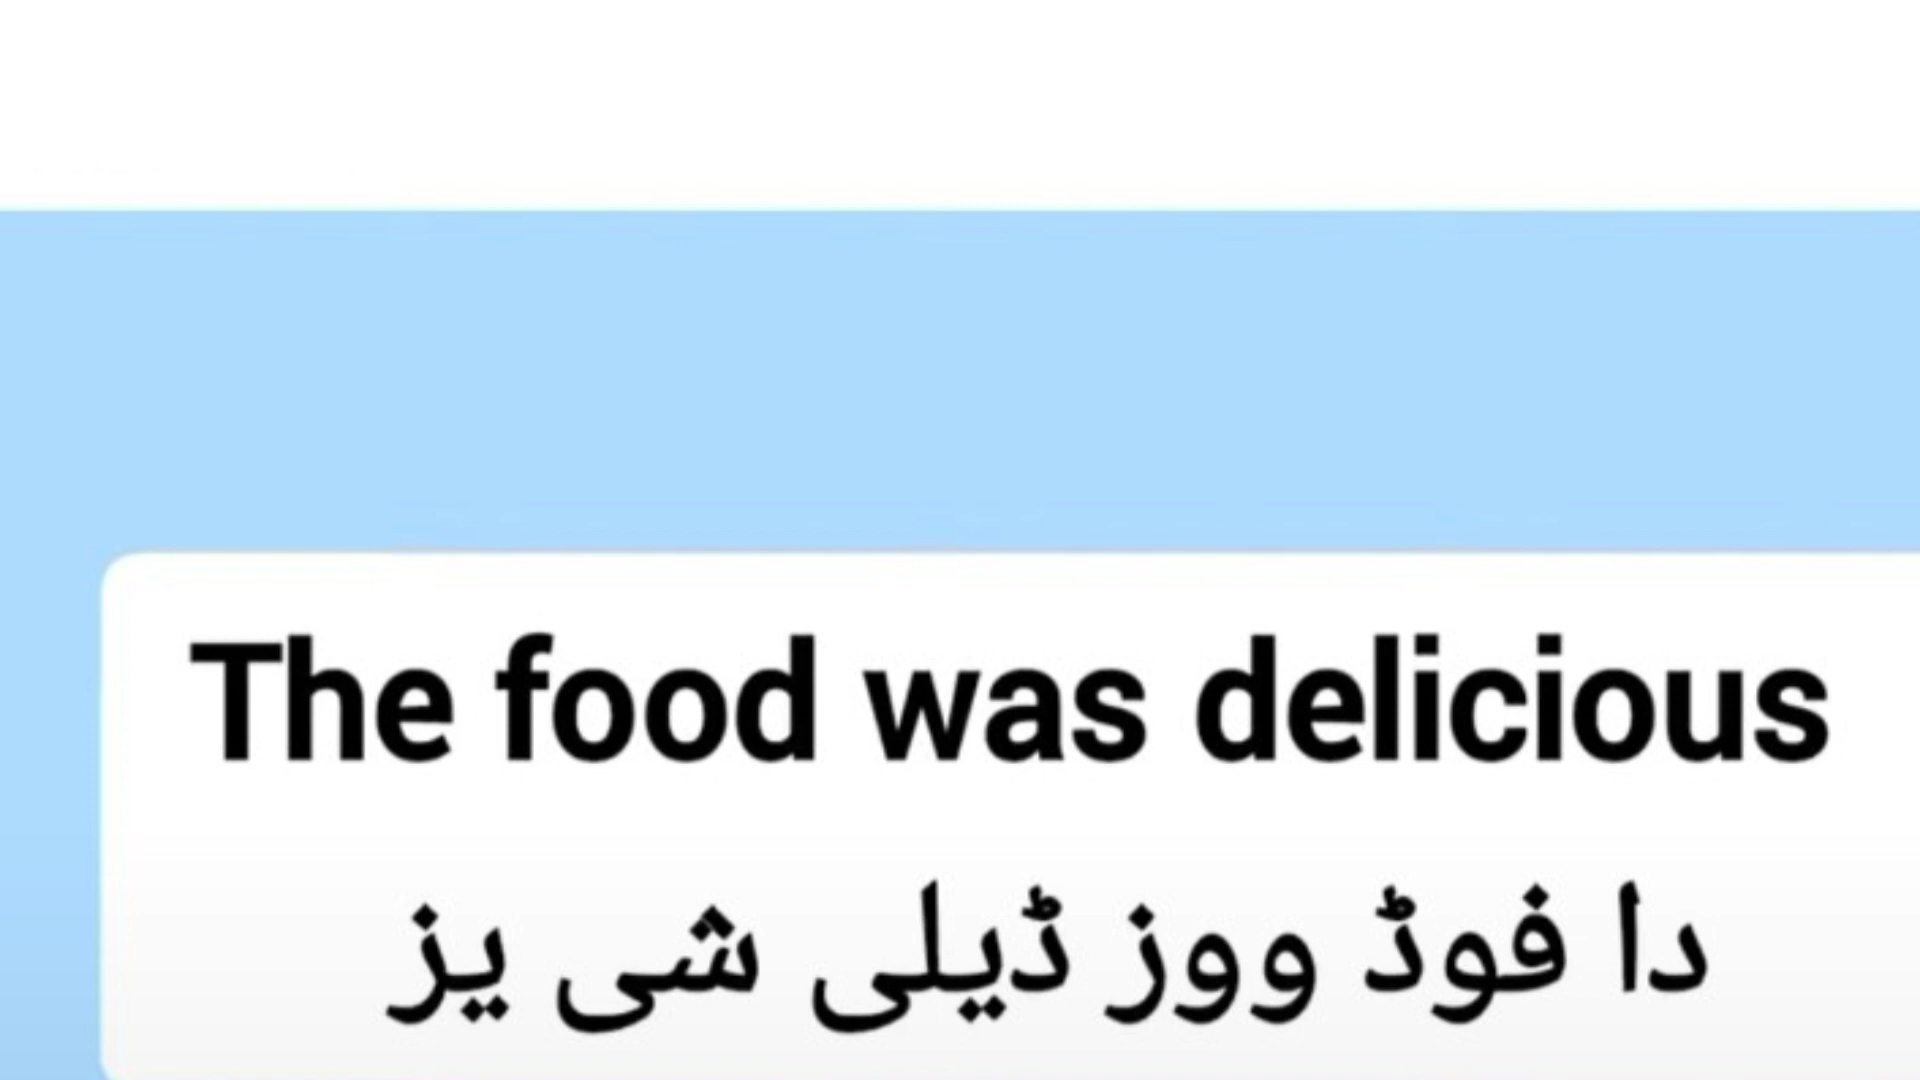 The food was delicious
دا فوڈ ووز ڈیلی شی یز